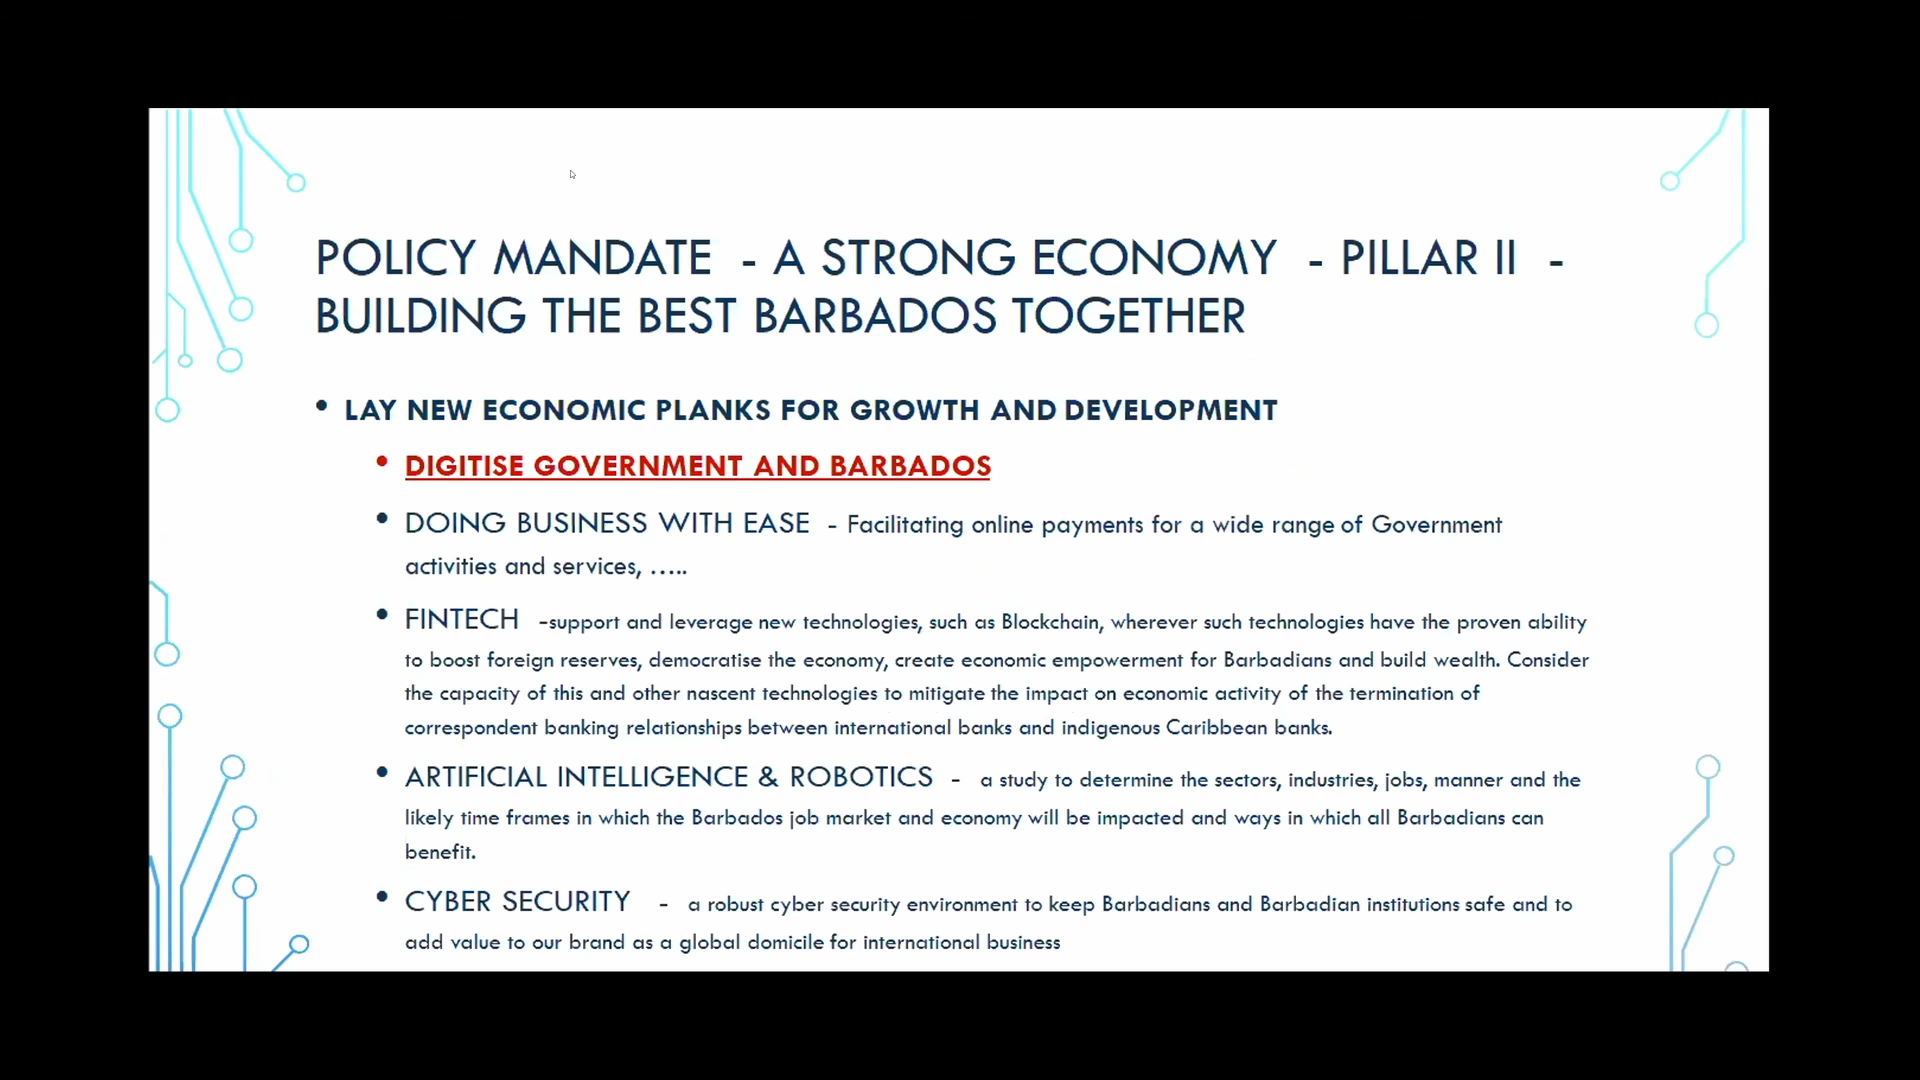 POLICY MANDATE - A STRONG ECONOMY - PILLAR II -
BUILDING THE BEST BARBADOS TOGETHER
• LAY NEW ECONOMIC PLANKS FOR GROWTH AND DEVELOPMENT
• DIGITISE GOVERNMENT AND BARBADOS
• DOING BUSINESS WITH EASE - Facilitating online payments for a wide range of Government
activities and services, .....
• FINTECH -support and leverage new technologies, such as Blockchain, wherever such technologies have the proven ability
to boost foreign reserves, democratise the economy, create economic empowerment for Barbadians and build wealth. Consider
the capacity of this and other nascent technologies to mitigate the impact on economic activity of the termination of
correspondent banking relationships between international banks and indigenous Caribbean banks.
• ARTIFICIAL INTELLIGENCE & ROBOTICS - a study to determine the sectors, industries, jobs, manner and the
likely time frames in which the Barbados job market and economy will be impacted and ways in which all Barbadians can
benefit.
• CYBER SECURITY - a robust cyber security environment to keep Barbadians and Barbadian institutions safe and to
add value to our brand as a global domicile for international business